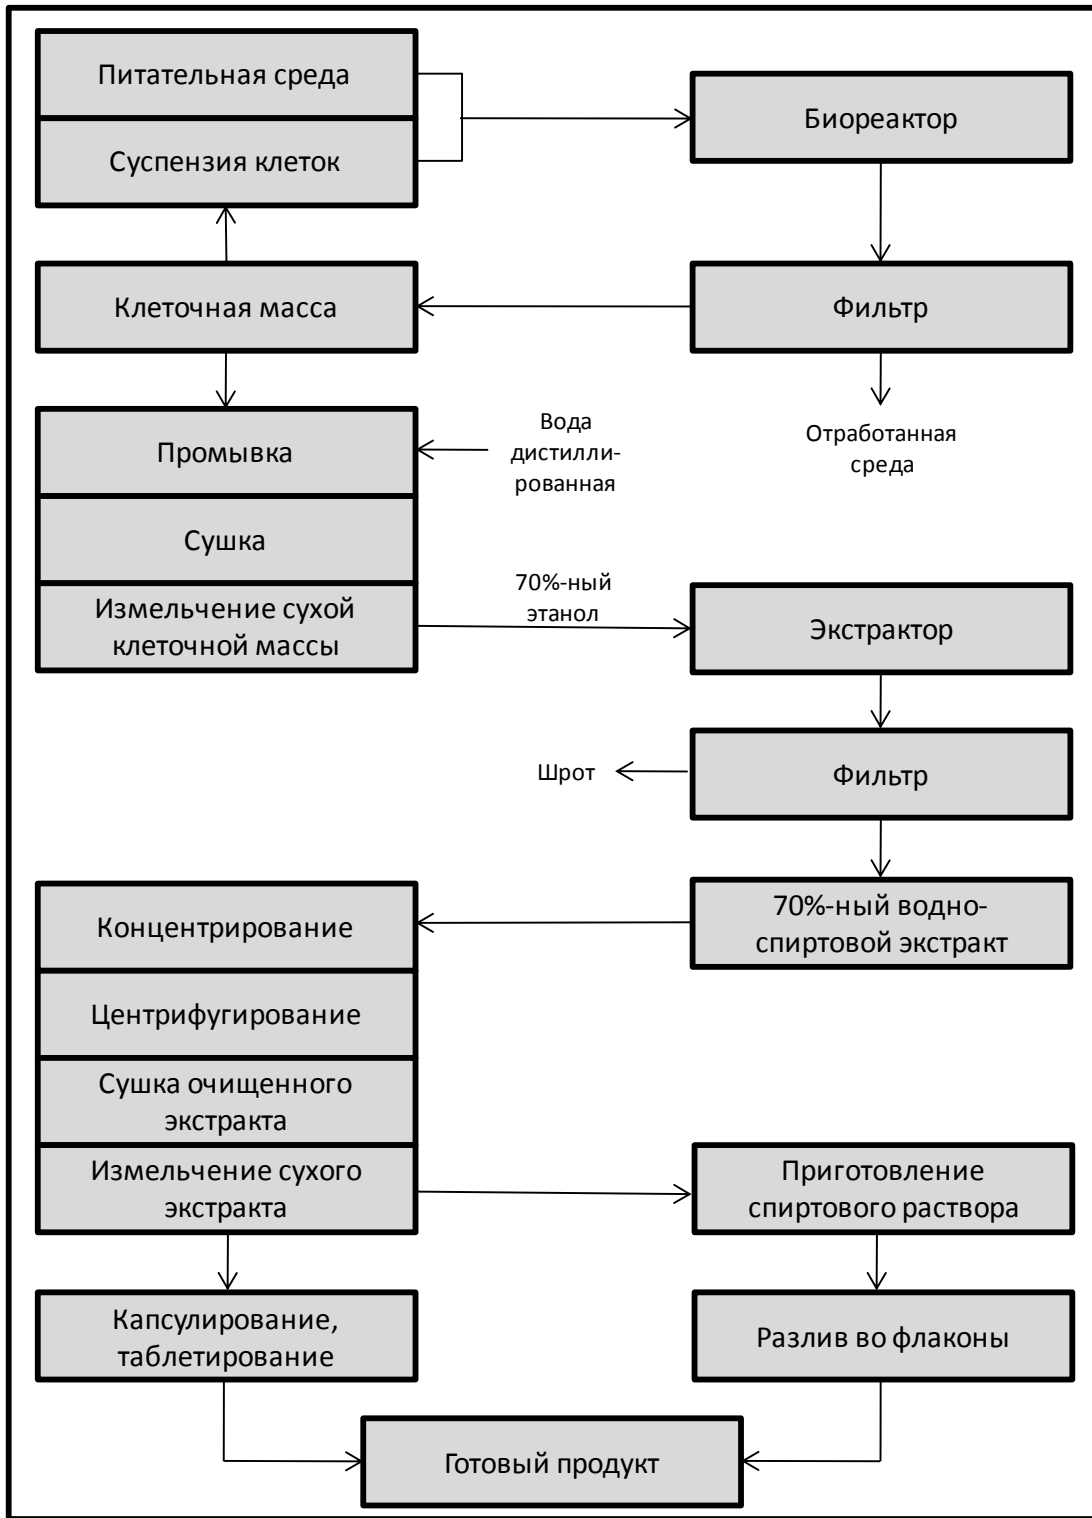 Питательная среда
Суспензия клеток
Биореактор
Клеточная масса
Фильтр
Промывка
Вода
дистилли-
рованная
Отработанная
среда
Сушка
Измельчение сухой
клеточной массы
70%-ный
этанол
Экстрактор
Шрот
Фильтр
70%-ный водно-
спиртовой экстракт
Концентрирование
Центрифугирование
Сушка очищенного
экстракта
Измельчение сухого
экстракта
Приготовление
спиртового раствора
Капсулирование,
таблетирование
Разлив во флаконы
Готовый продукт